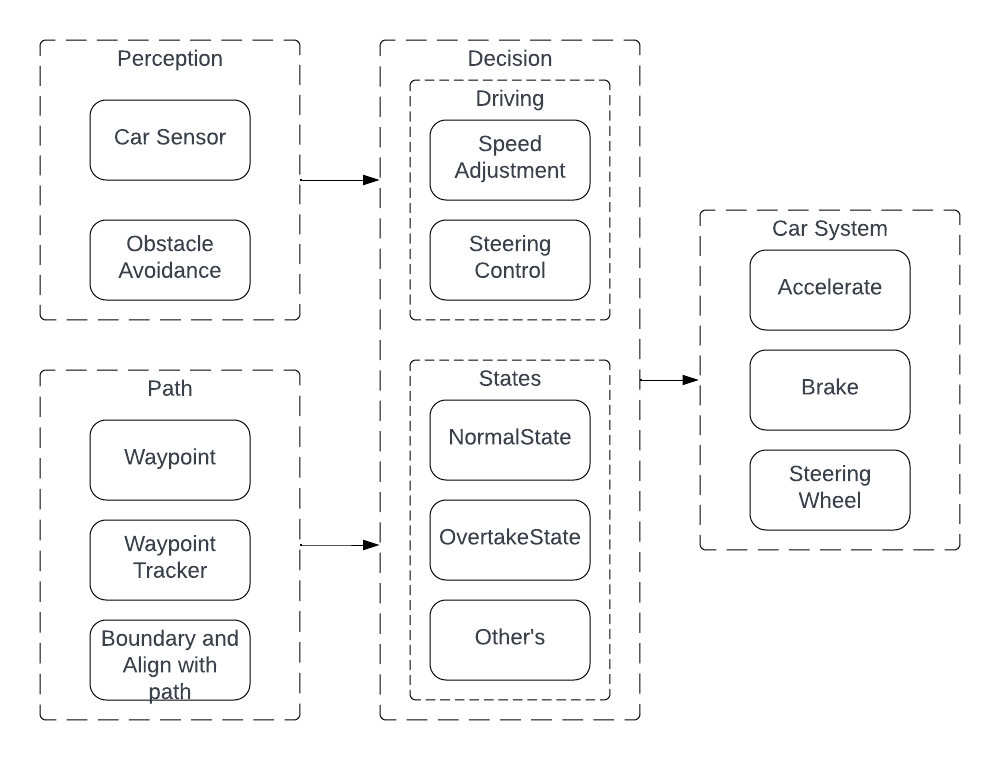 Perception
Car Sensor
Obstacle
Avoidance
Path
Waypoint
Waypoint
Tracker
Boundary and
Align with
path
Decision
Driving
Speed
Adjustment
Steering
Control
States
NormalState
OvertakeState
Other's
Car System
Accelerate
Brake
Steering
Wheel